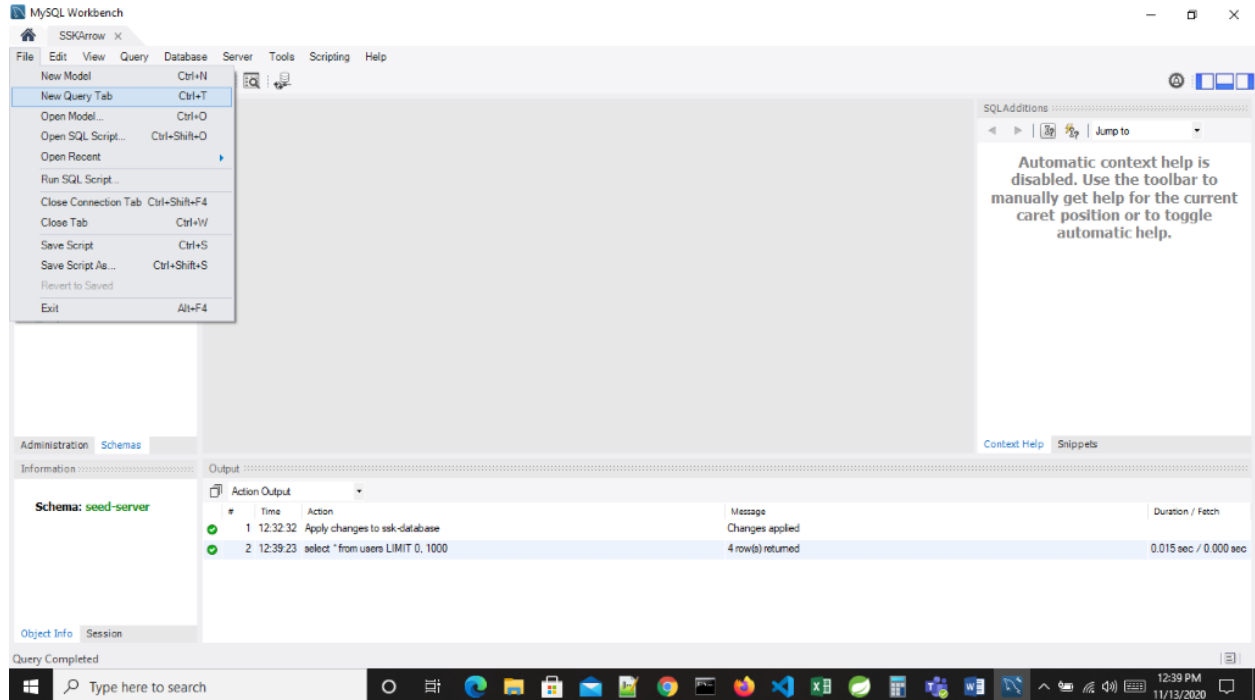 MySQL Workbench
SSKArrow ×
File Edit View Query Database Server Tools Scripting Help
New Model Ctrl+N
New Query Tab Ctrl+T
Open Model... Ctrl+O
Open SQL Script... Ctrl+Shift+O
Open Recent
Run SQL Script...
Close Connection Tab Ctrl+Shift+F4
Close Tab Ctrl+W
Save Script Ctrl+S
Save Script As... Ctrl+Shift+S
Revert to Saved
Exit Alt+F4
SQLAdditions
Jump to
Automatic context help is
disabled. Use the toolbar to
manually get help for the current
caret position or to toggle
automatic help.
Administration Schemas
Context Help Snippets
Information
Schema: seed-server
Object Info Session
Output
Action Output
# Time Action Message Duration / Fetch
1 12:32:32 Apply changes to ssk-database Changes applied
2 12:39:23 select * from users LIMIT 0, 1000 4 row(s) returned 0.015 sec / 0.000 sec
Query Completed
Type here to search
12:39 PM
11/13/2020